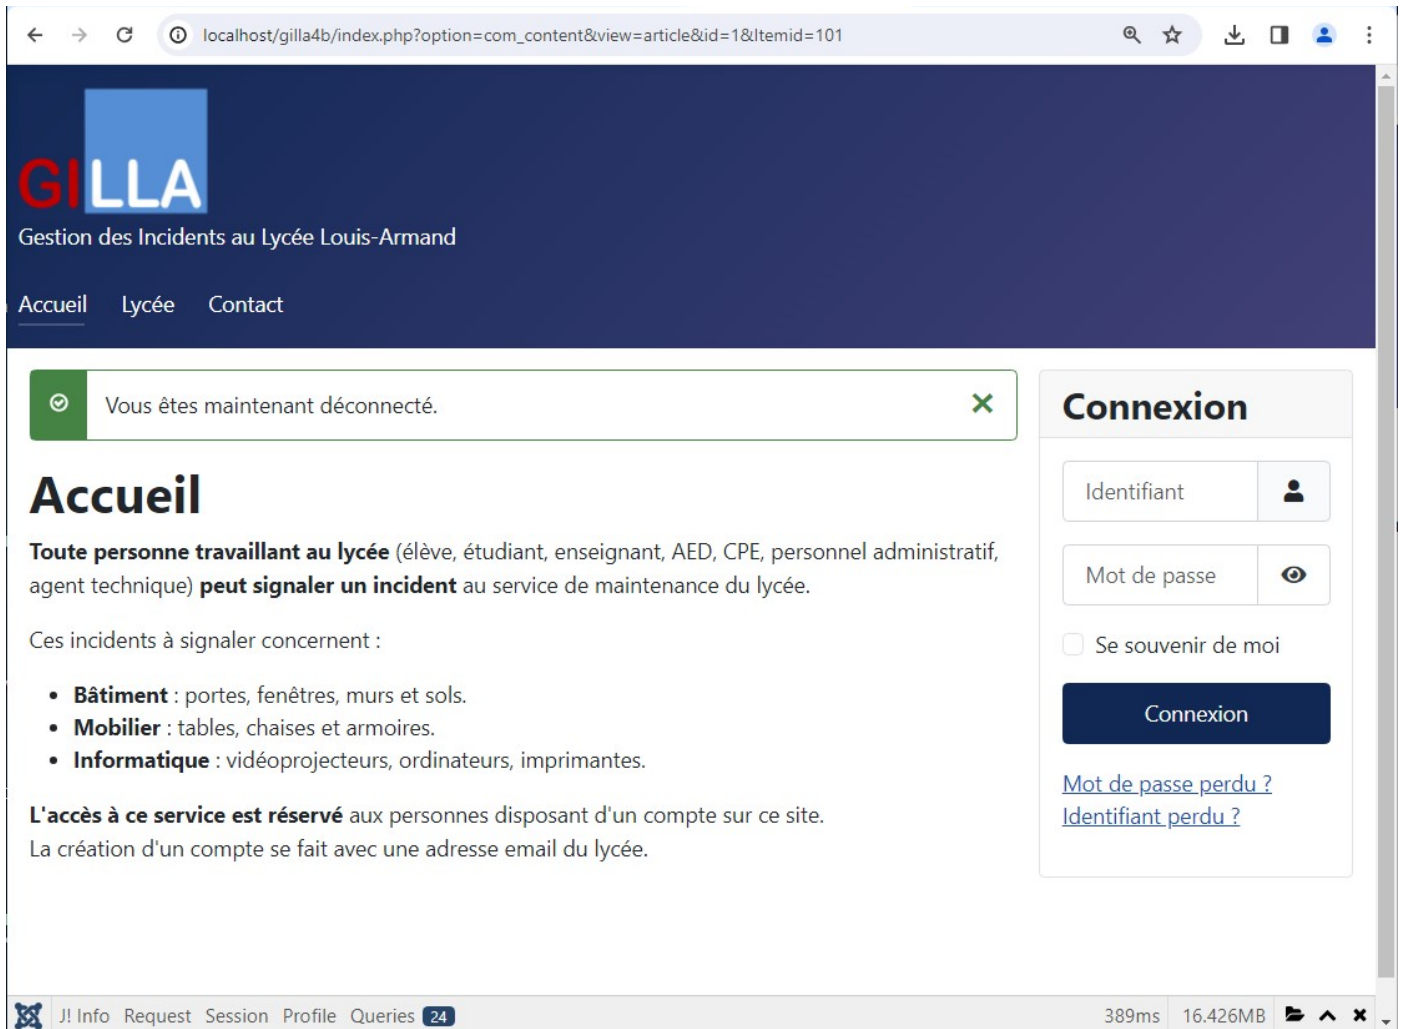 localhost/gilla4b/index.php?option=com_content&view=article&id=1&Itemid=101
GILLA
Gestion des Incidents au Lycée Louis-Armand
Accueil Lycée Contact
Vous êtes maintenant déconnecté.
Accueil
Toute personne travaillant au lycée (élève, étudiant, enseignant, AED, CPE, personnel administratif,
agent technique) peut signaler un incident au service de maintenance du lycée.
Ces incidents à signaler concernent :
• Bâtiment : portes, fenêtres, murs et sols.
• Mobilier : tables, chaises et armoires.
• Informatique : vidéoprojecteurs, ordinateurs, imprimantes.
L'accès à ce service est réservé aux personnes disposant d'un compte sur ce site.
La création d'un compte se fait avec une adresse email du lycée.
Connexion
Identifiant
Mot de passe
Se souvenir de moi
Connexion
Mot de passe perdu ?
Identifiant perdu ?
J! Info Request Session Profile Queries 24 389ms 16.426MB